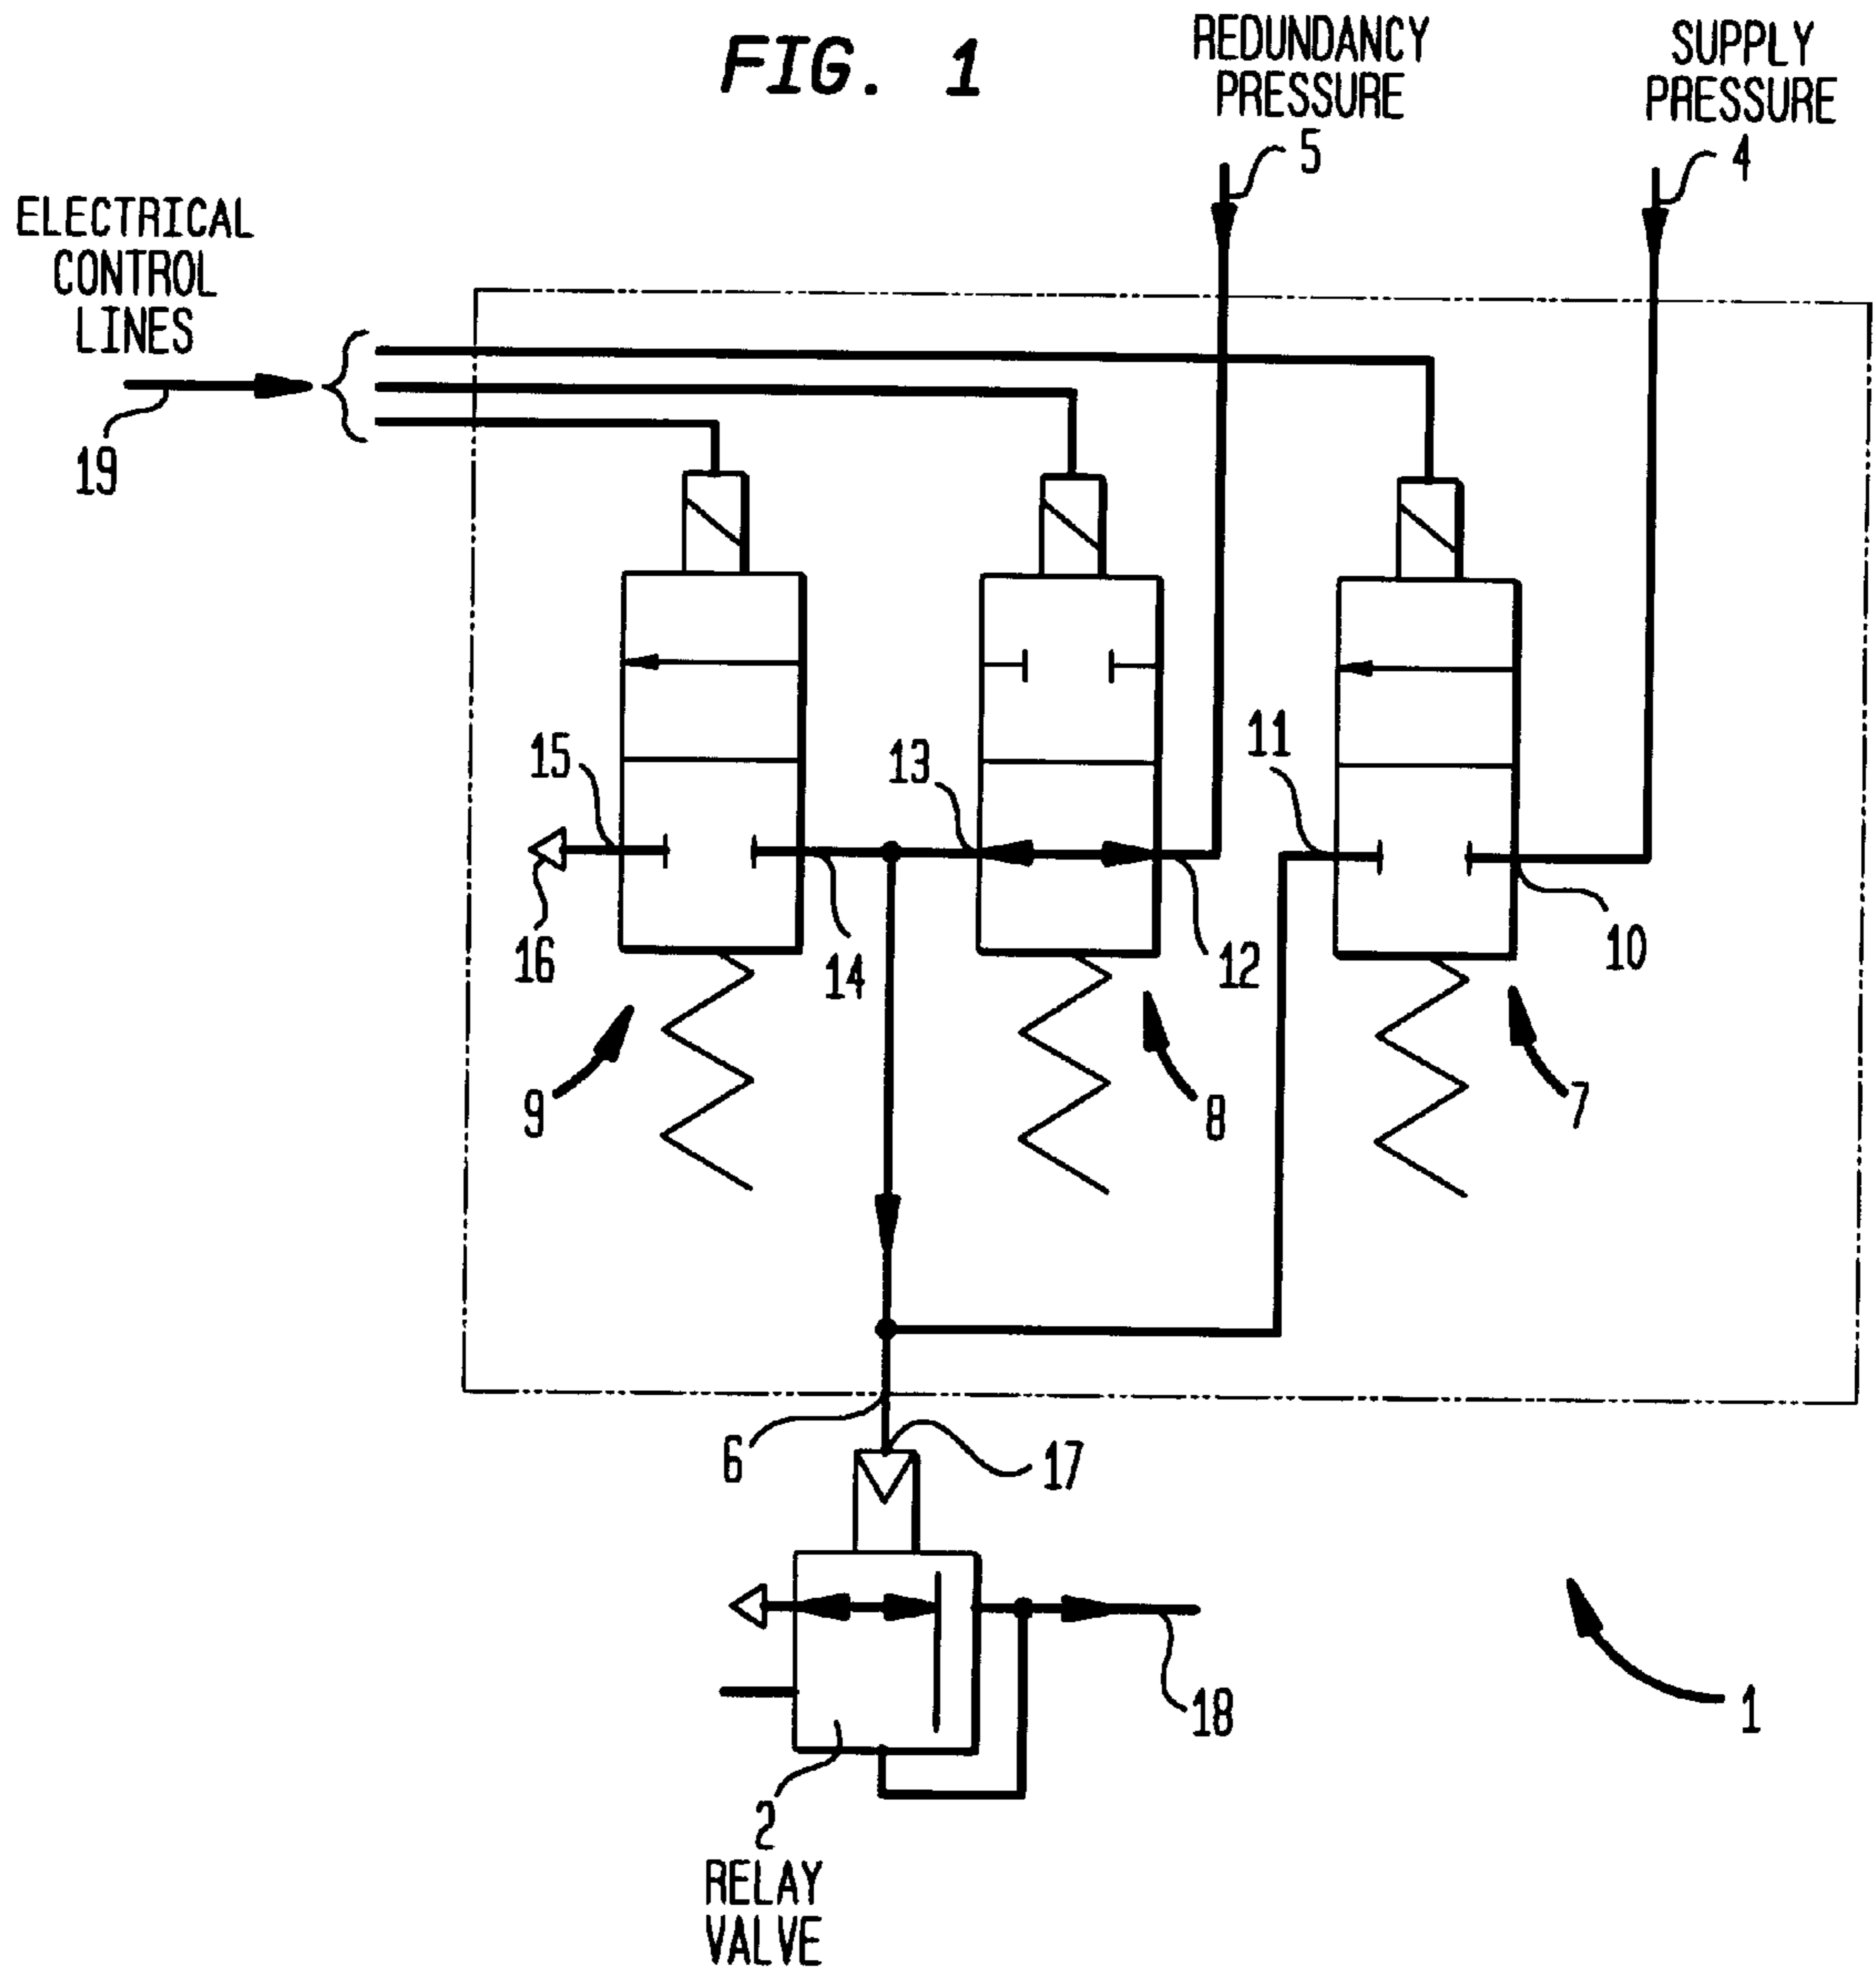 FIG. 1
REDUNDANCY
PRESSURE
5
SUPPLY
PRESSURE
4
ELECTRICAL
CONTROL
LINES
19
15
13
11
16
14
12
10
9
8
7
6
17
18
1
2
RELAY
VALVE